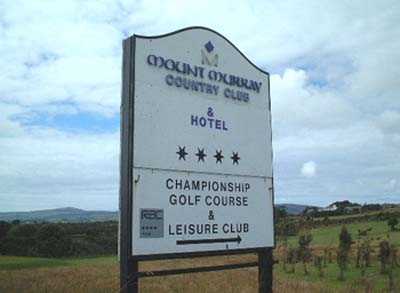 MOUNT MURRAY
COUNTRY CLUB
&
HOTEL
★ ★ ★ ★
CHAMPIONSHIP
GOLF COURSE
&
LEISURE CLUB
RAC
★★★★